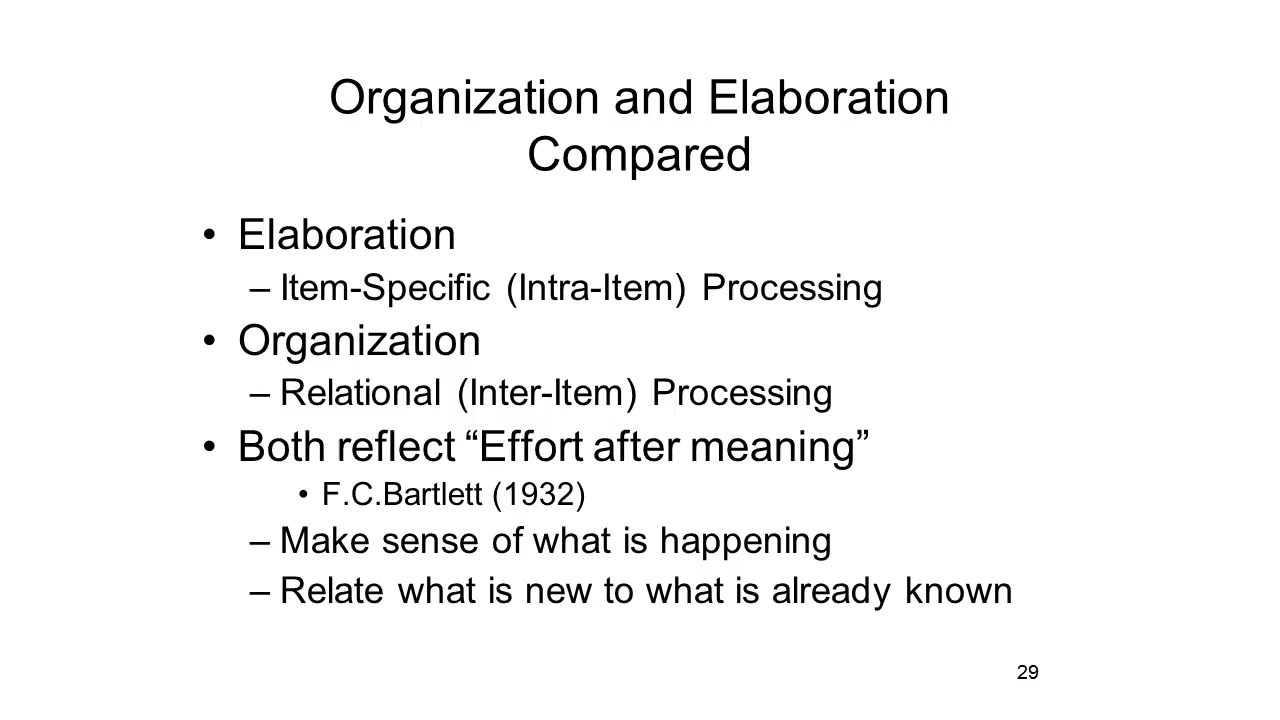 Organization and Elaboration
Compared
• Elaboration
– Item-Specific (Intra-Item) Processing
• Organization
– Relational (Inter-Item) Processing
• Both reflect “Effort after meaning”
• F.C.Bartlett (1932)
– Make sense of what is happening
– Relate what is new to what is already known
29